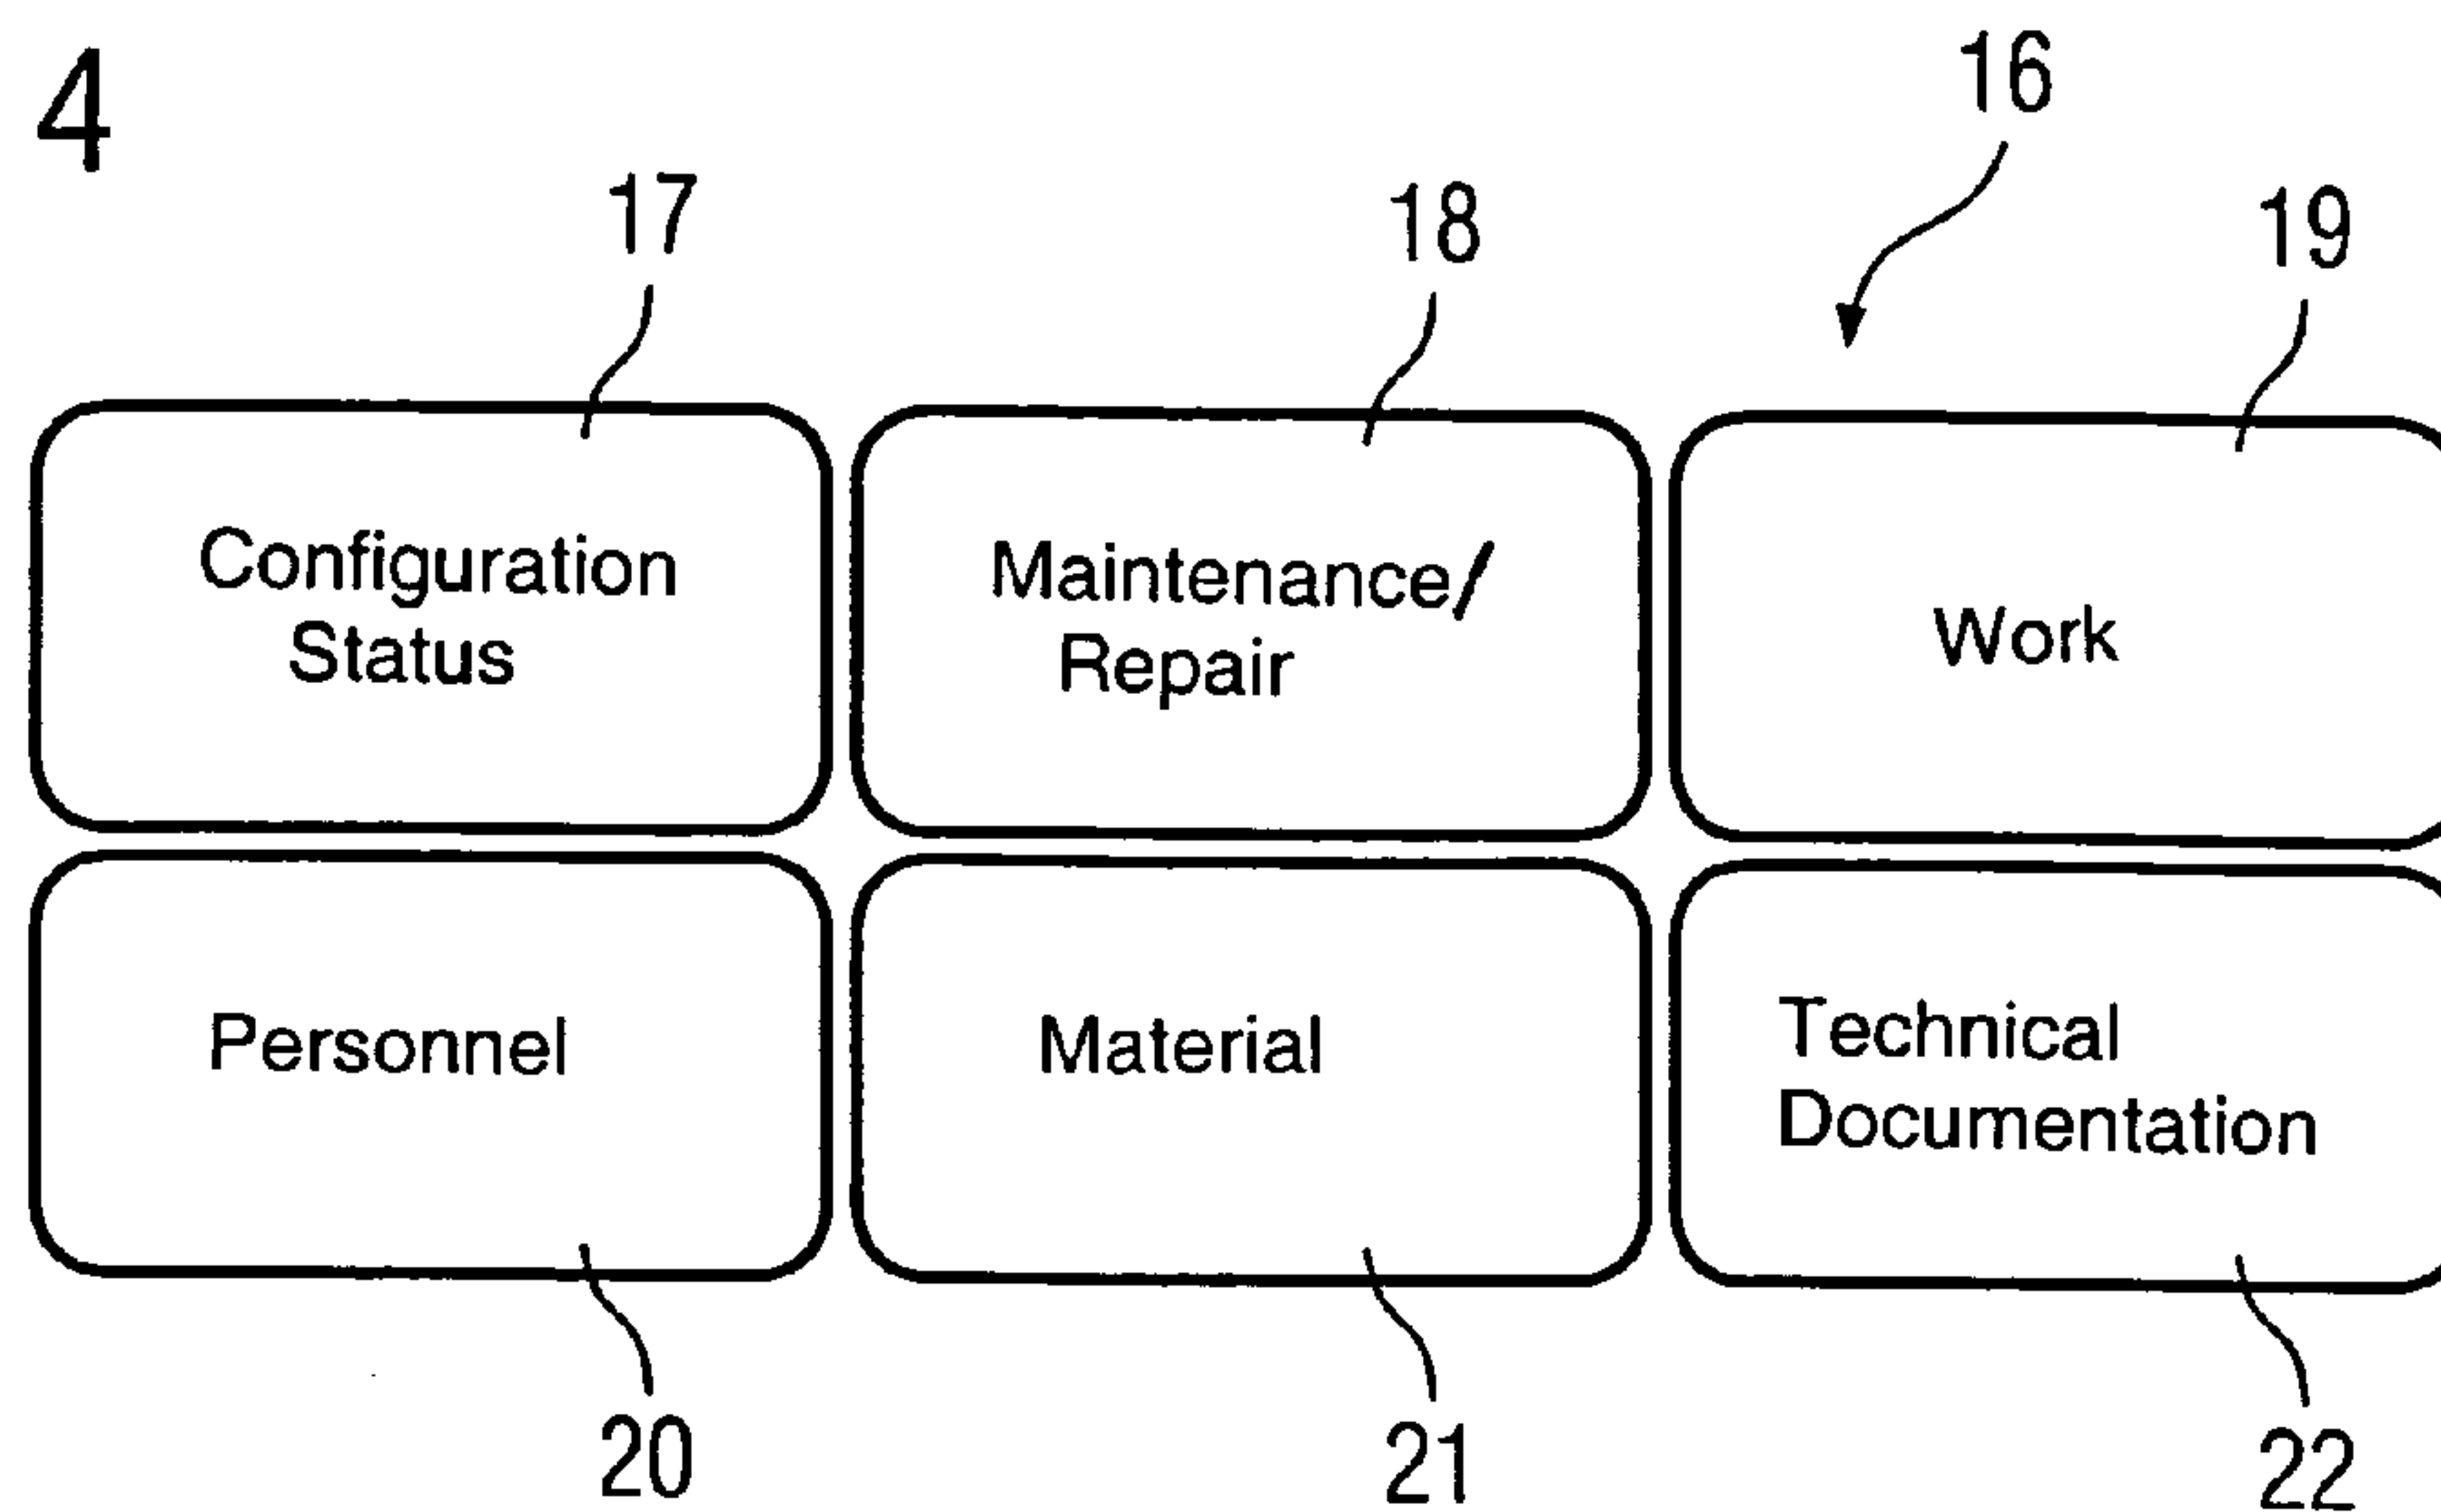 4
16
17
18
19
Configuration
Status
Maintenance/
Repair
Work
Personnel
Material
Technical
Documentation
20
21
22